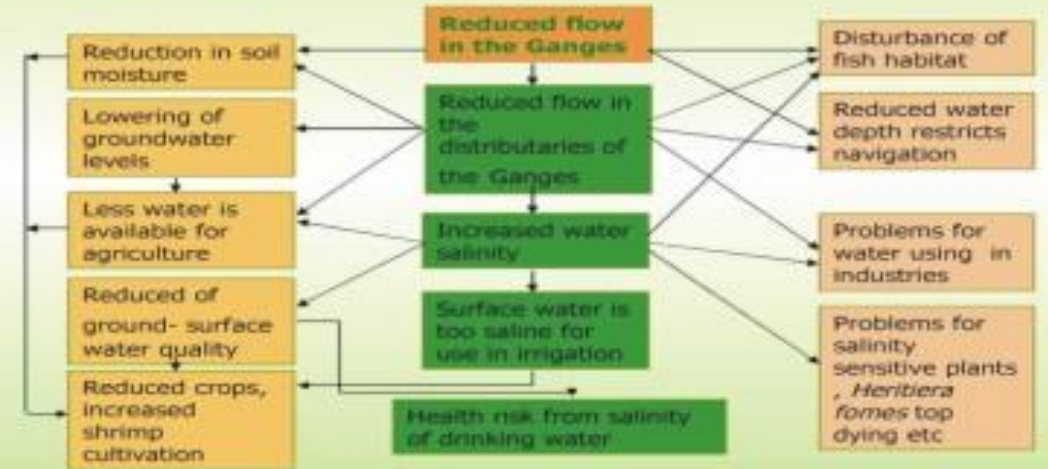 Reduced flow
in the Ganges
Reduction in soil
moisture
Lowering of
groundwater
levels
Less water is
available for
agriculture
Reduced of
ground- surface
water quality
Reduced crops,
increased
shrimp
cultivation
Reduced flow in
the
distributaries of
the Ganges
Increased water
salinity
Surface water is
too saline for
use in irrigation
Health risk from salinity
of drinking water
Disturbance of
fish habitat
Reduced water
depth restricts
navigation
Problems for
water using in
industries
Problems for
salinity
sensitive plants
, Heritiera
fomes top
dying etc